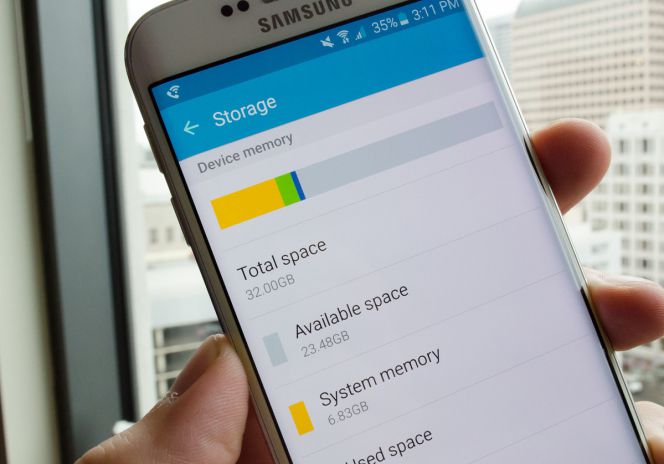 SAMSUNG
35% 3:11 PM
Storage
Device memory
Total space
32.00GB
Available space
23.48GB
System memory
6.83GB
Used space